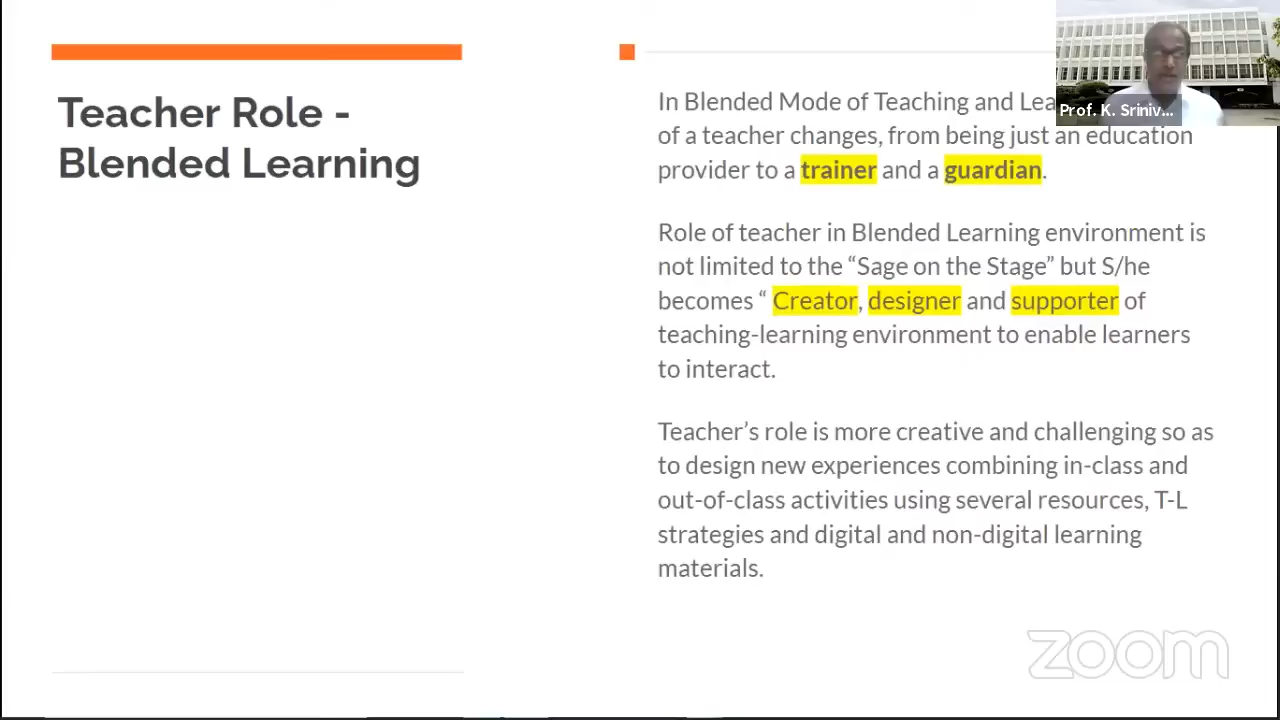 Teacher Role -
Blended Learning
In Blended Mode of Teaching and
of a teacher changes, from being just an education
provider to a trainer and a guardian.
Role of teacher in Blended Learning environment is
not limited to the “Sage on the Stage” but S/he
becomes “ Creator, designer and supporter of
teaching-learning environment to enable learners
to interact.
Teacher’s role is more creative and challenging so as
to design new experiences combining in-class and
out-of-class activities using several resources, T-L
strategies and digital and non-digital learning
materials.
Prof. K. Sriniv...
zoom